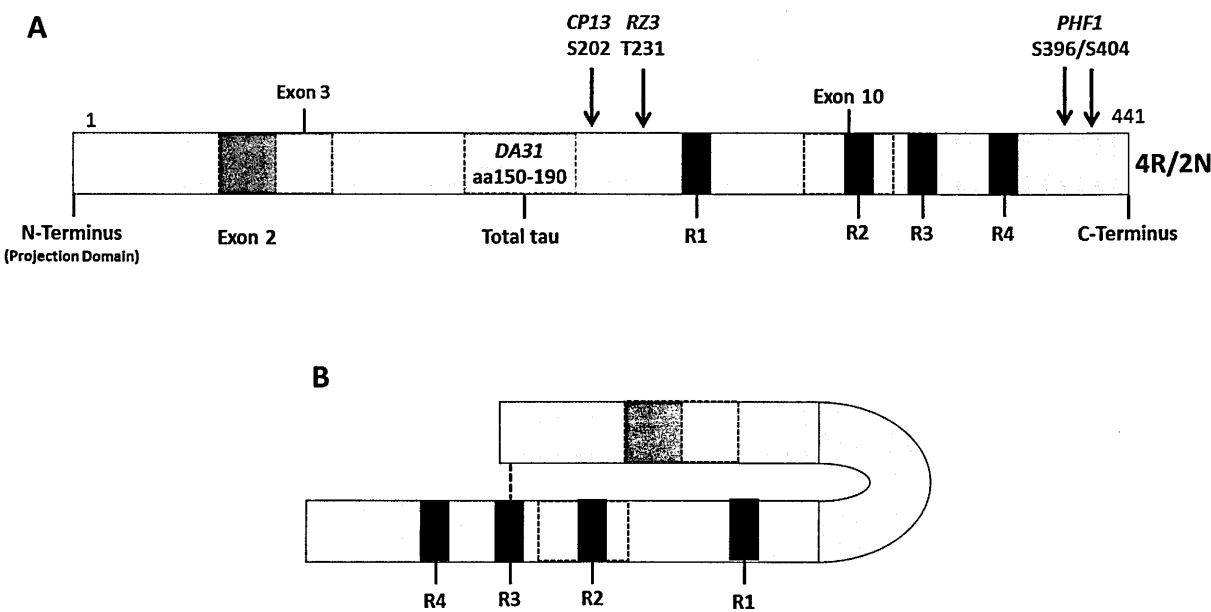 A
CP13 RZ3
S202 T231
PHF1
S396/S404
Exon 3
Exon 10
1
441
DA31
aa150-190
4R/2N
N-Terminus
(Projection Domain)
Exon 2
Total tau
R1
R2
R3
R4
C-Terminus
B
R4
R3
R2
R1